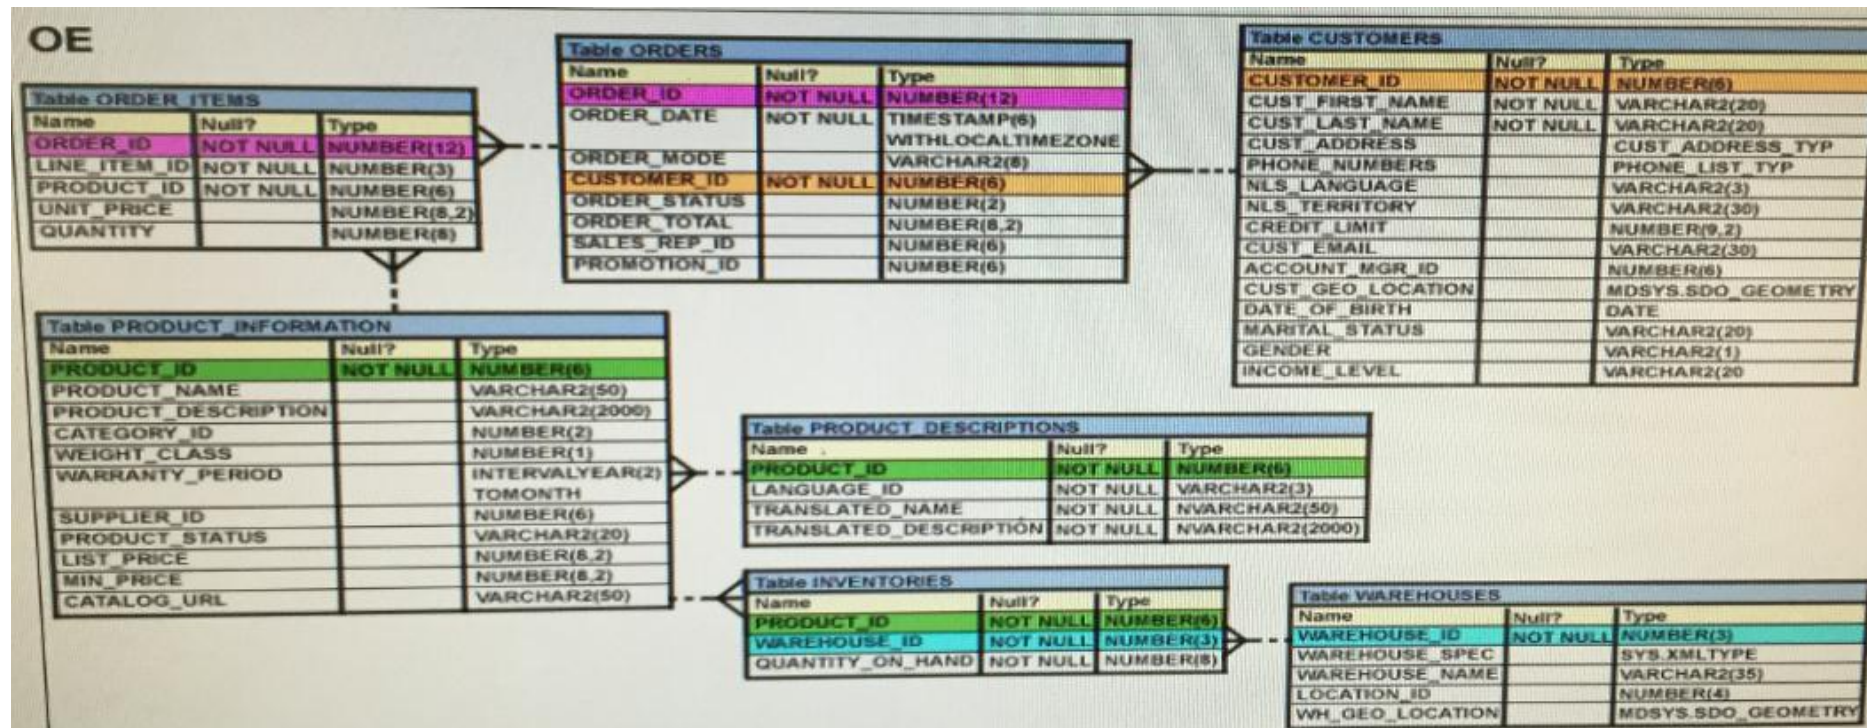 OE
Table ORDER_ITEMS
Name Null? Type
ORDER_ID NOT NULL NUMBER(12)
LINE_ITEM_ID NOT NULL NUMBER(3)
PRODUCT_ID NOT NULL NUMBER(6)
UNIT_PRICE NUMBER(8,2)
QUANTITY NUMBER(8)
Table ORDERS
Name Null? Type
ORDER_ID NOT NULL NUMBER(12)
ORDER_DATE NOT NULL TIMESTAMP(6)
WITHLOCALTIMEZONE
ORDER_MODE VARCHAR2(8)
CUSTOMER_ID NOT NULL NUMBER(6)
ORDER_STATUS NUMBER(2)
ORDER_TOTAL NUMBER(8,2)
SALES_REP_ID NUMBER(6)
PROMOTION_ID NUMBER(6)
Table CUSTOMERS
Name Null? Type
CUSTOMER_ID NOT NULL NUMBER(6)
CUST_FIRST_NAME NOT NULL VARCHAR2(20)
CUST_LAST_NAME NOT NULL VARCHAR2(20)
CUST_ADDRESS CUST_ADDRESS_TYP
PHONE_NUMBERS PHONE_LIST_TYP
NLS_LANGUAGE VARCHAR2(3)
NLS_TERRITORY VARCHAR2(30)
CREDIT_LIMIT NUMBER(9,2)
CUST_EMAIL VARCHAR2(30)
ACCOUNT_MGR_ID NUMBER(6)
CUST_GEO_LOCATION MDSYS.SDO_GEOMETRY
DATE_OF_BIRTH DATE
MARITAL_STATUS VARCHAR2(20)
GENDER VARCHAR2(1)
INCOME_LEVEL VARCHAR2(20
Table PRODUCT_INFORMATION
Name Null? Type
PRODUCT_ID NOT NULL NUMBER(6)
PRODUCT_NAME VARCHAR2(50)
PRODUCT_DESCRIPTION VARCHAR2(2000)
CATEGORY_ID NUMBER(2)
WEIGHT_CLASS NUMBER(1)
WARRANTY_PERIOD INTERVALYEAR(2)
TOMONTH
SUPPLIER_ID NUMBER(6)
PRODUCT_STATUS VARCHAR2(20)
LIST_PRICE NUMBER(8,2)
MIN_PRICE NUMBER(8,2)
CATALOG_URL VARCHAR2(50)
Table PRODUCT_DESCRIPTIONS
Name Null? Type
PRODUCT_ID NOT NULL NUMBER(6)
LANGUAGE_ID NOT NULL VARCHAR2(3)
TRANSLATED_NAME NOT NULL NVARCHAR2(50)
TRANSLATED_DESCRIPTION NOT NULL NVARCHAR2(2000)
Table INVENTORIES
Name Null? Type
PRODUCT_ID NOT NULL NUMBER(6)
WAREHOUSE_ID NOT NULL NUMBER(3)
QUANTITY_ON_HAND NOT NULL NUMBER(8)
Table WAREHOUSES
Name Null? Type
WAREHOUSE_ID NOT NULL NUMBER(3)
WAREHOUSE_SPEC SYS.XMLTYPE
WAREHOUSE_NAME VARCHAR2(35)
LOCATION_ID NUMBER(4)
WH_GEO_LOCATION MDSYS.SDO_GEOMETRY